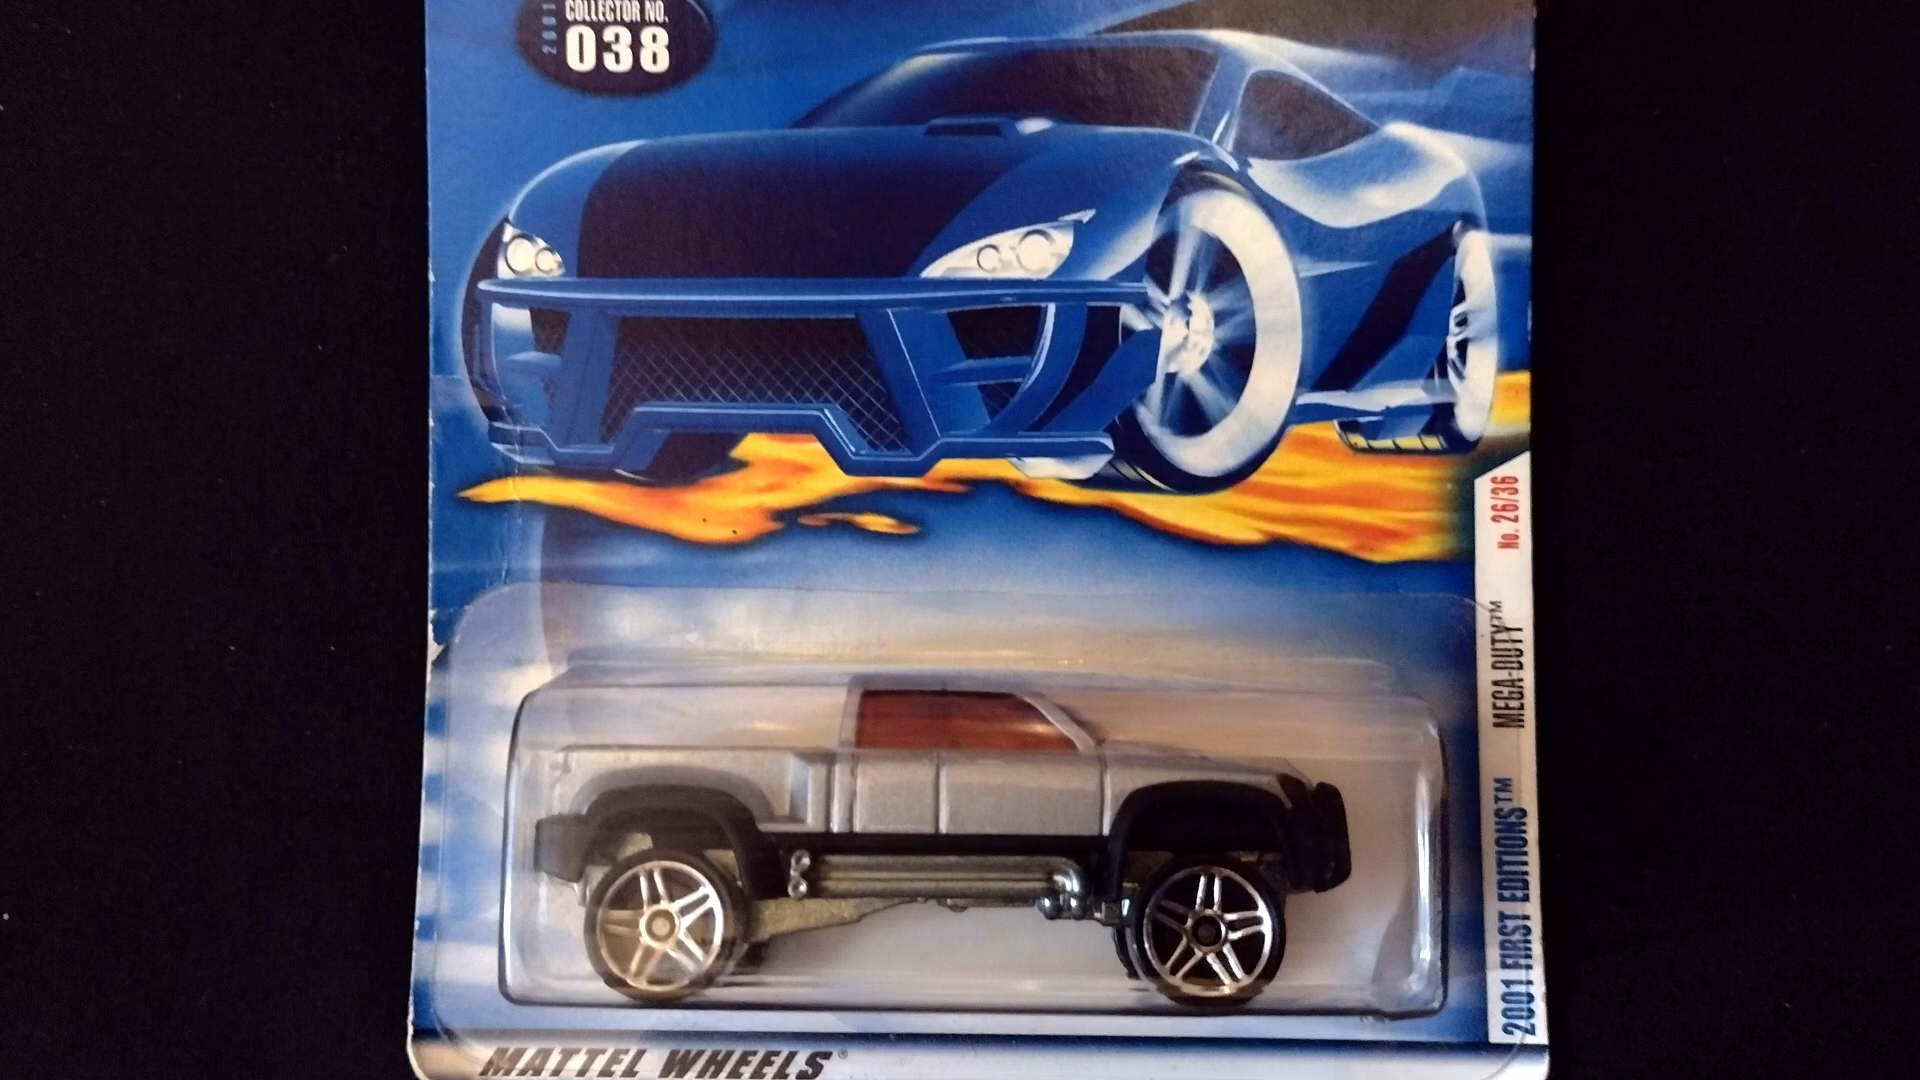 2001
COLLECTOR NO.
038
No. 26/36
MEGA-DUTY™
2001 FIRST EDITIONS™
MATTEL WHEELS®